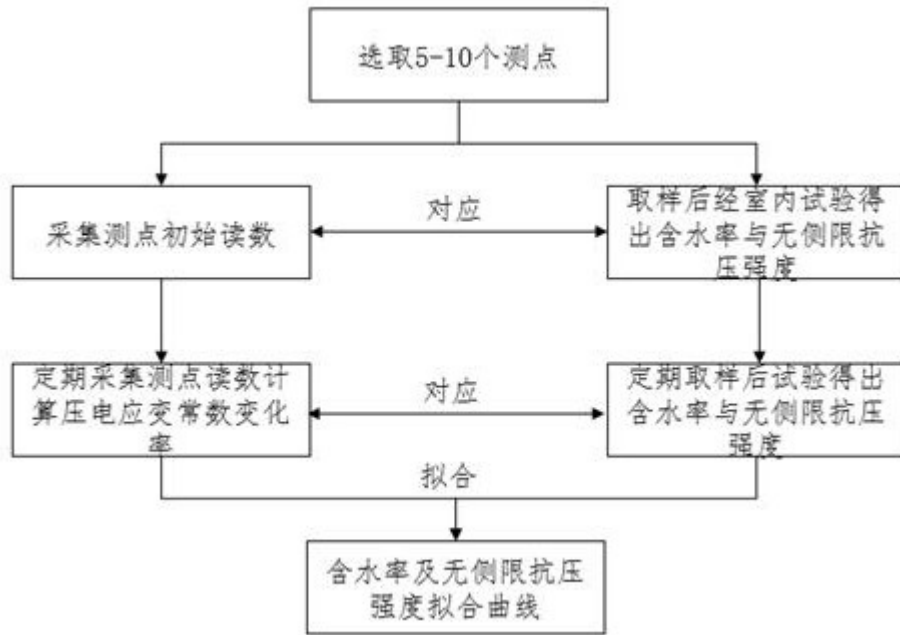 选取5-10个测点
对应
采集测点初始读数
取样后经室内试验得
出含水率与无侧限抗
压强度
定期采集测点读数计
算压电应变常数变化
率
对应
定期取样后试验得出
含水率与无侧限抗压
强度
拟合
含水率及无侧限抗压
强度拟合曲线